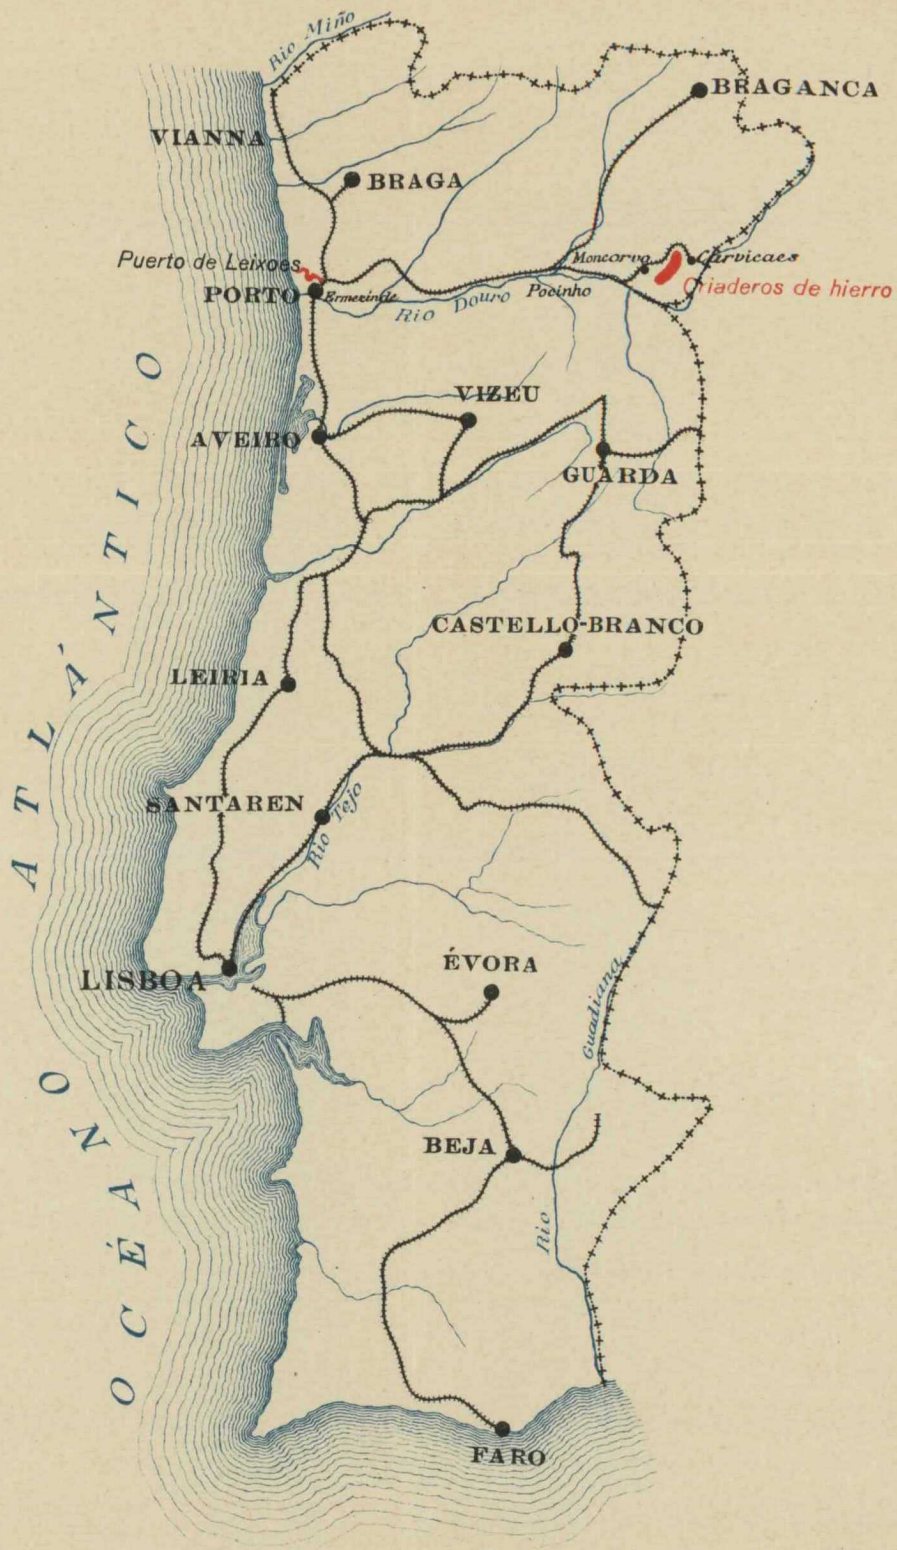 Rio Miño
BRAGANCA
VIANNA
BRAGA
Puerto de Leixoes
Moncorvo
Carvicaes
Criaderos de hierro
PORTO
Ermezinde
Rio Douro
Pocinho
VIZEU
AVEIRO
GUARDA
OCÉANO ATLÁNTICO
CASTELLO-BRANCO
LEIRIA
SANTAREN
Rio Tejo
LISBOA
ÉVORA
Rio Guadiana
BEJA
FARO